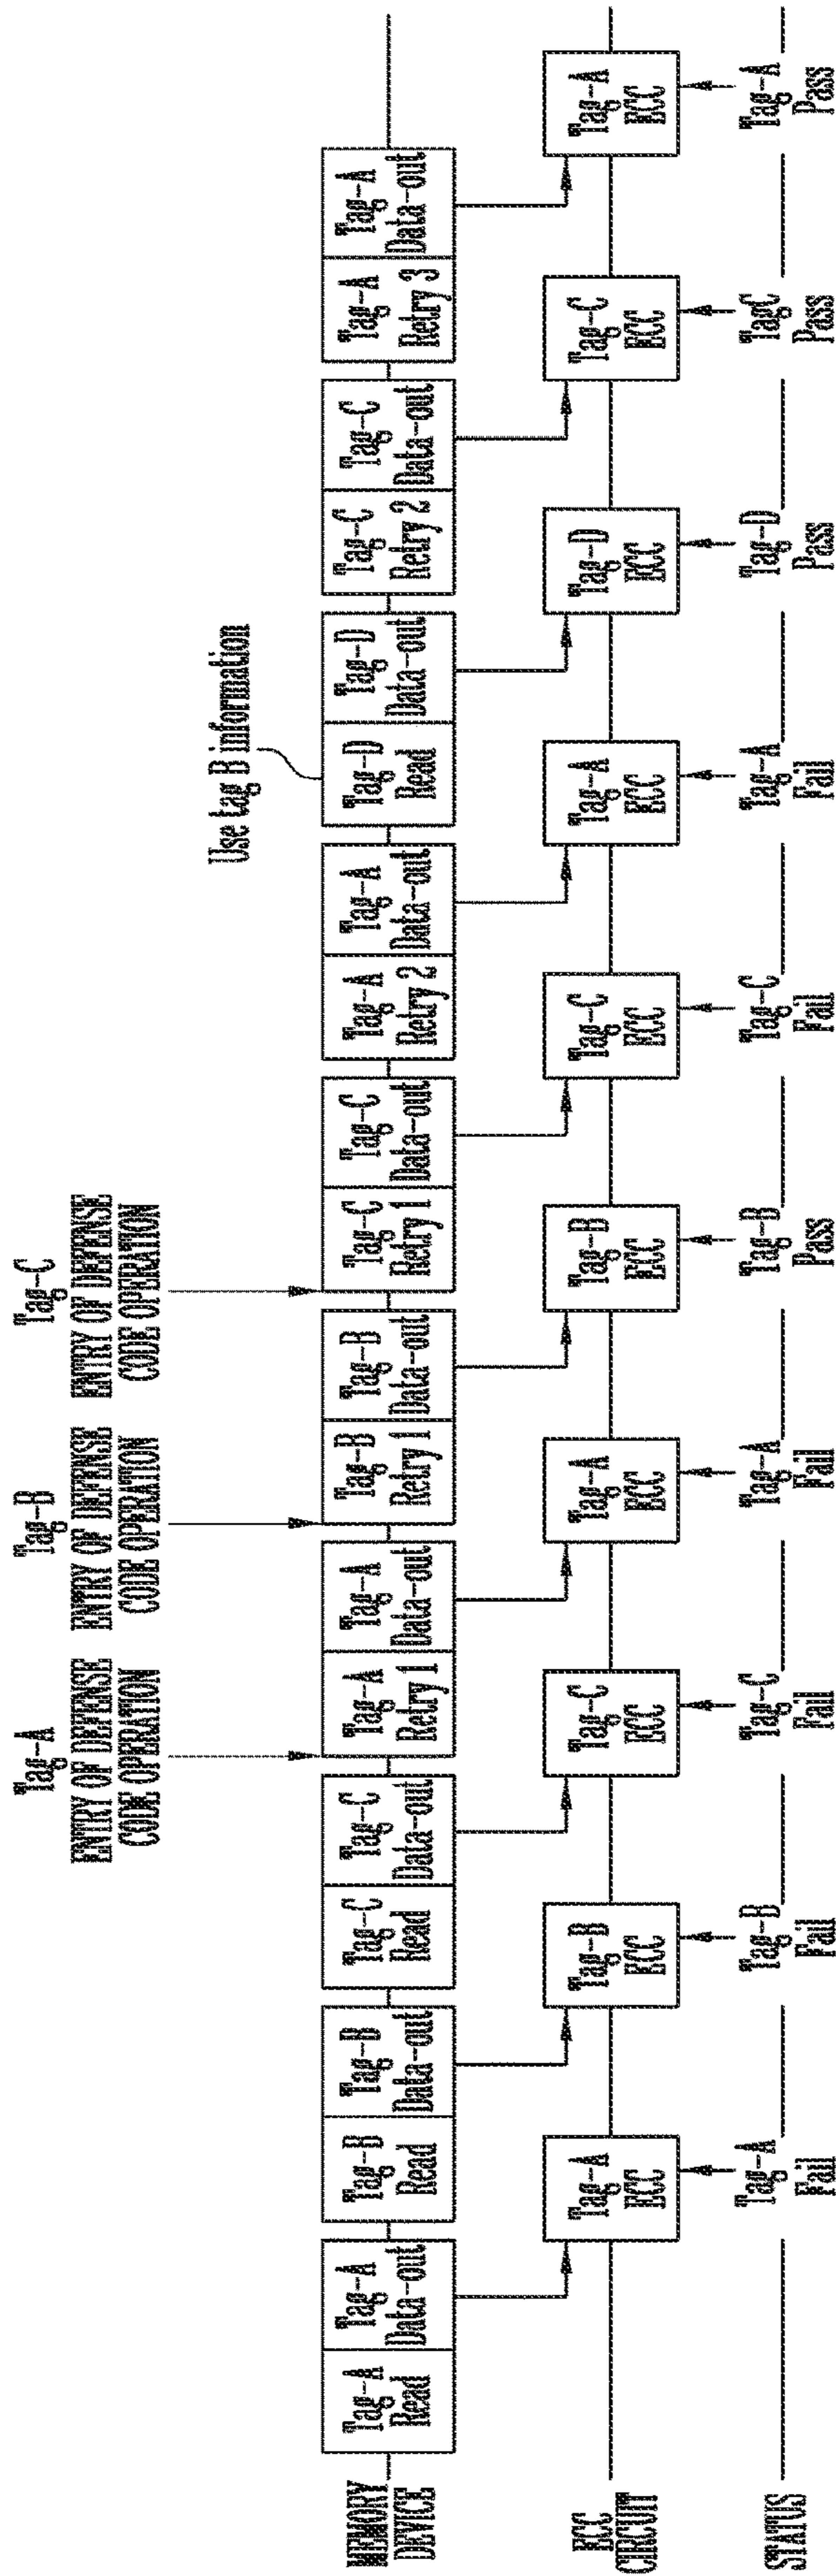 Tag-A
ENTRY OF DEFENSE
CODE OPERATION
Tag-B
ENTRY OF DEFENSE
CODE OPERATION
Tag-C
ENTRY OF DEFENSE
CODE OPERATION
Use tag B information
MEMORY
DEVICE
Tag-A
Read
Tag-A
Data-out
Tag-B
Read
Tag-B
Data-out
Tag-C
Read
Tag-C
Data-out
Tag-A
Retry 1
Tag-A
Data-out
Tag-B
Retry 1
Tag-B
Data-out
Tag-C
Retry 1
Tag-C
Data-out
Tag-A
Retry 2
Tag-A
Data-out
Tag-D
Read
Tag-D
Data-out
Tag-C
Retry 2
Tag-C
Data-out
Tag-A
Retry 3
Tag-A
Data-out
ECC
CIRCUIT
Tag-A
ECC
Tag-B
ECC
Tag-C
ECC
Tag-A
ECC
Tag-B
ECC
Tag-C
ECC
Tag-A
ECC
Tag-D
ECC
Tag-C
ECC
Tag-A
ECC
STATUS
Tag-A
Fail
Tag-B
Fail
Tag-C
Fail
Tag-A
Fail
Tag-B
Pass
Tag-C
Fail
Tag-A
Fail
Tag-D
Pass
TagC
Pass
Tag-A
Pass